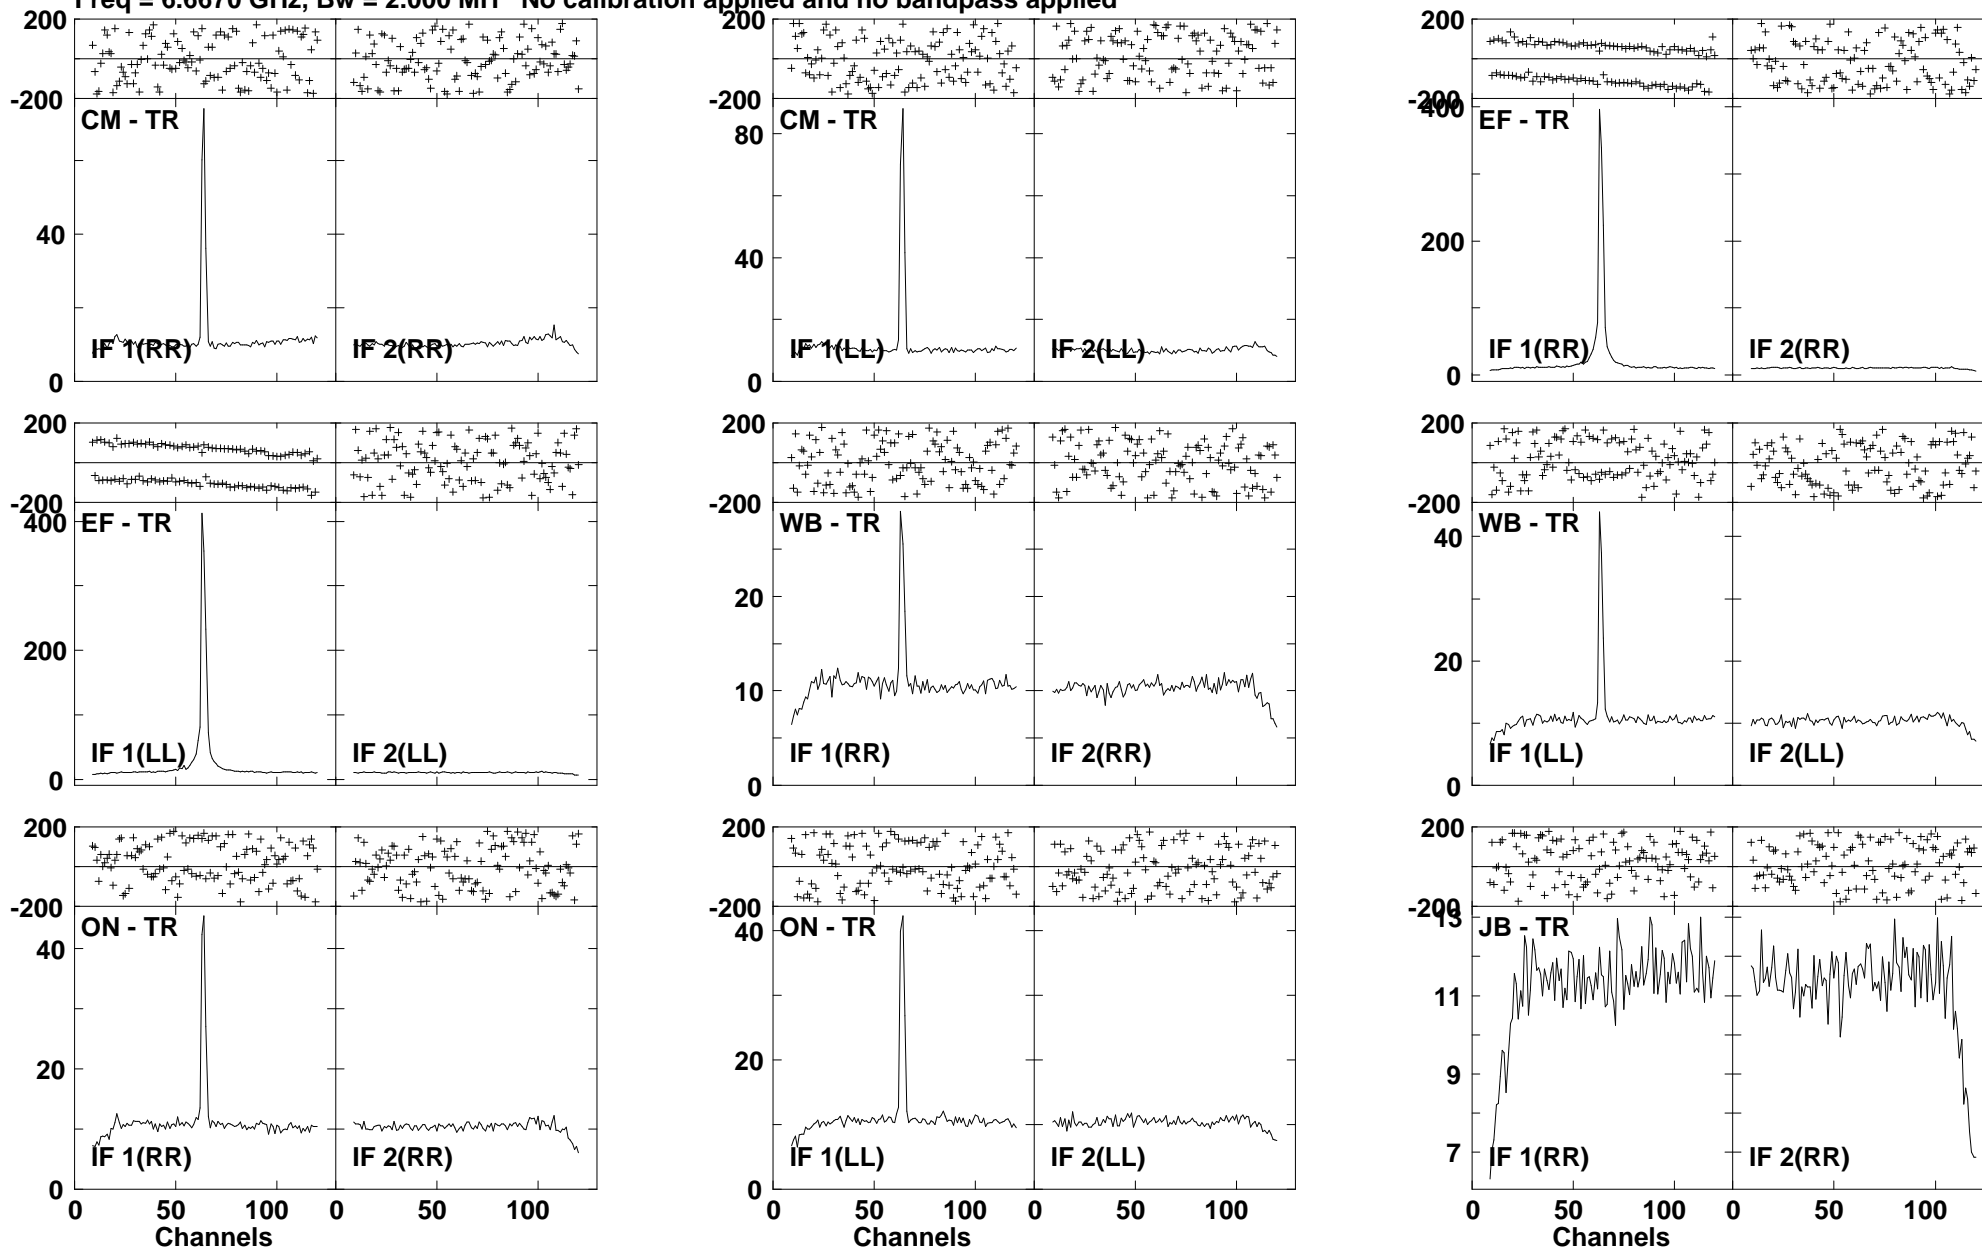 Freq = 6.6670 GHz, Bw = 2.000 MH No calibration applied and no bandpass applied
200 200 200
-200 -200 -200
CM - TR CM - TR EF - TR
400
80
200
40 40
IF 1(RR) IF 2(RR) IF 1(LL) IF 2(LL) IF 1(RR) IF 2(RR)
0 0 0
200 200 200
-200 -200 -200
EF - TR WB - TR WB - TR
400 40
20
200 20
10
IF 1(LL) IF 2(LL) IF 1(RR) IF 2(RR) IF 1(LL) IF 2(LL)
0 0 0
200 200 200
-200 -200 -200
ON - TR ON - TR JB - TR
13
40 40
11
20 20 9
7
IF 1(RR) IF 2(RR) IF 1(LL) IF 2(LL) IF 1(RR) IF 2(RR)
0 0
0 50 100 0 50 100 0 50 100 0 50 100 0 50 100 0 50 100
Channels Channels Channels